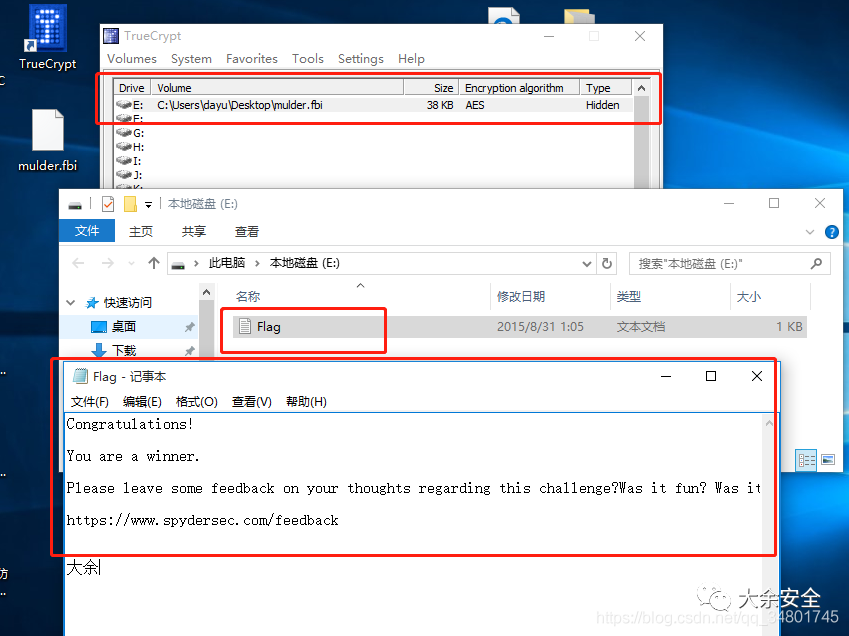 TrueCrypt
mulder.fbi
TrueCrypt
Volumes System Favorites Tools Settings Help
Drive Volume Size Encryption algorithm Type
E: C:\Users\dayu\Desktop\mulder.fbi 38 KB AES Hidden
F:
G:
H:
I:
J:
K:
本地磁盘 (E:)
文件 主页 共享 查看
此电脑 › 本地磁盘 (E:)
搜索"本地磁盘 (E:)"
快速访问
桌面
下载
名称 修改日期 类型 大小
Flag 2015/8/31 1:05 文本文档 1 KB
Flag - 记事本
文件(F) 编辑(E) 格式(O) 查看(V) 帮助(H)
Congratulations!
You are a winner.
Please leave some feedback on your thoughts regarding this challenge?Was it fun? Was it
https://www.spydersec.com/feedback
大余
大余安全
https://blog.csdn.net/qq_34801745